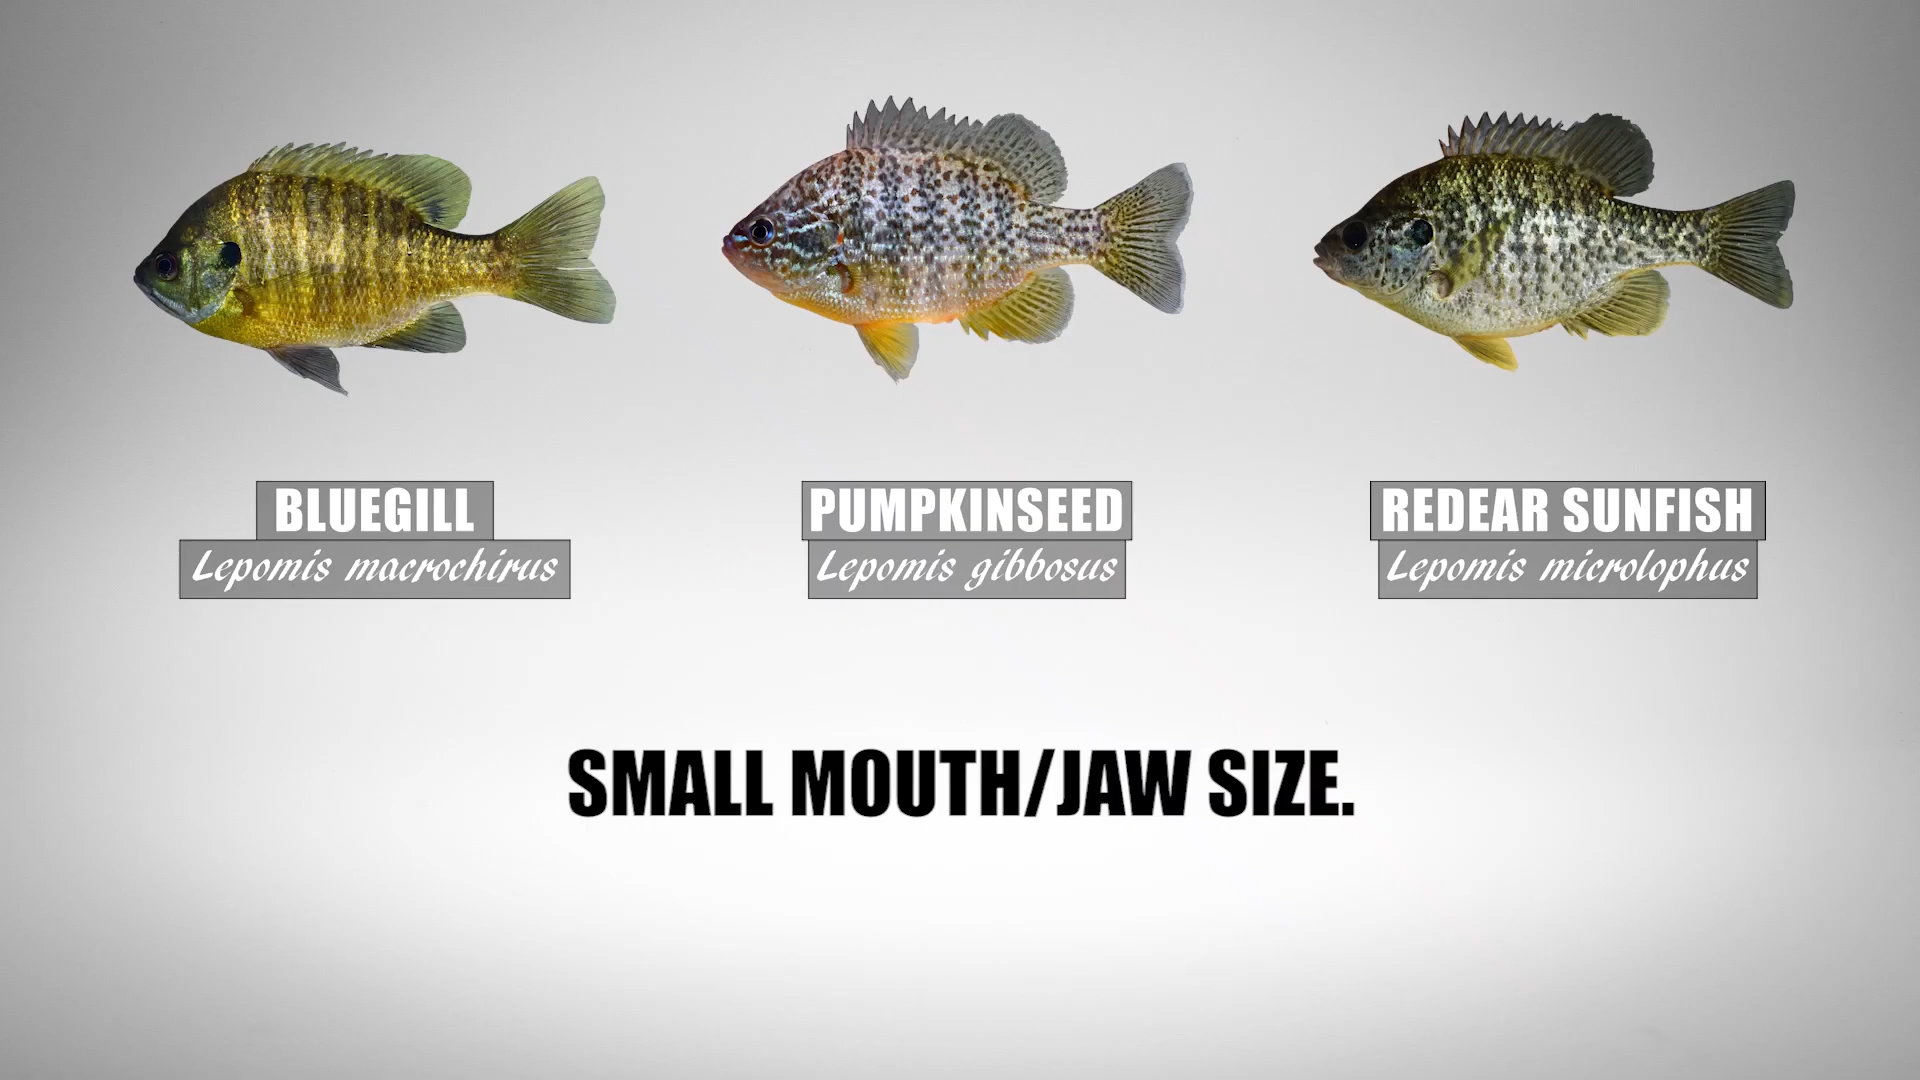 BLUEGILL
Lepomis macrochirus
PUMPKINSEED
Lepomis gibbosus
REDEAR SUNFISH
Lepomis microlophus
SMALL MOUTH/JAW SIZE.